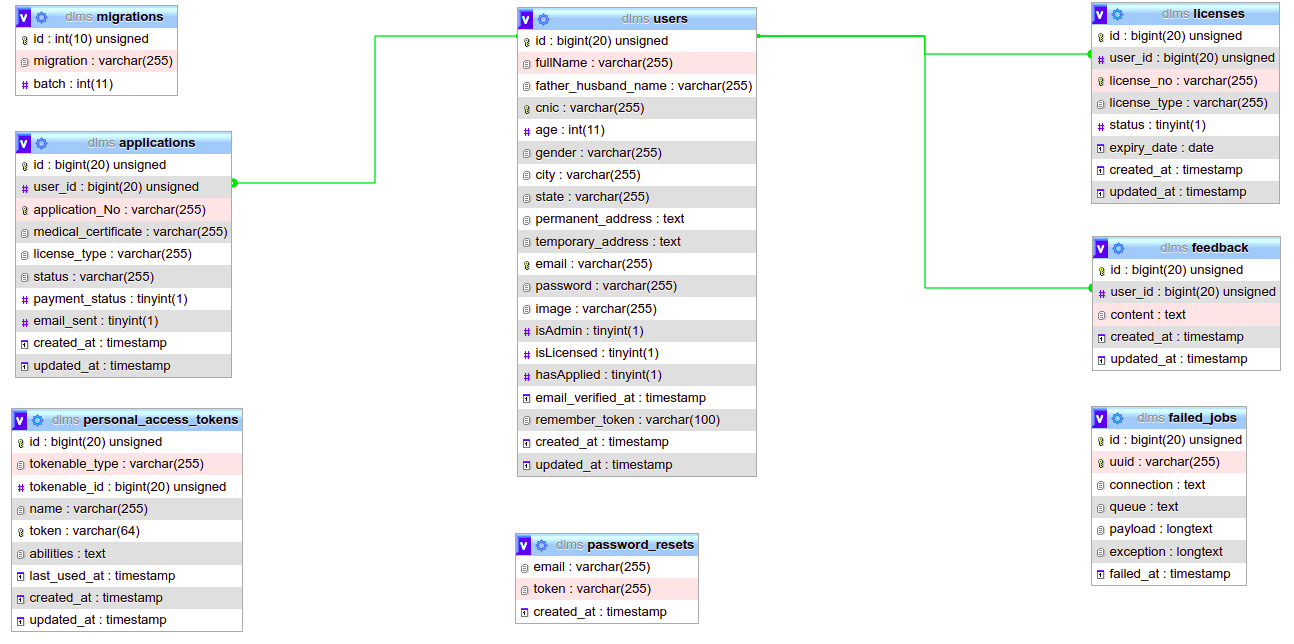 dlms migrations
id : int(10) unsigned
migration : varchar(255)
batch : int(11)
dlms applications
id : bigint(20) unsigned
user_id : bigint(20) unsigned
application_No : varchar(255)
medical_certificate : varchar(255)
license_type : varchar(255)
status : varchar(255)
payment_status : tinyint(1)
email_sent : tinyint(1)
created_at : timestamp
updated_at : timestamp
dlms personal_access_tokens
id : bigint(20) unsigned
tokenable_type : varchar(255)
tokenable_id : bigint(20) unsigned
name : varchar(255)
token : varchar(64)
abilities : text
last_used_at : timestamp
created_at : timestamp
updated_at : timestamp
dlms users
id : bigint(20) unsigned
fullName : varchar(255)
father_husband_name : varchar(255)
cnic : varchar(255)
age : int(11)
gender : varchar(255)
city : varchar(255)
state : varchar(255)
permanent_address : text
temporary_address : text
email : varchar(255)
password : varchar(255)
image : varchar(255)
isAdmin : tinyint(1)
isLicensed : tinyint(1)
hasApplied : tinyint(1)
email_verified_at : timestamp
remember_token : varchar(100)
created_at : timestamp
updated_at : timestamp
dlms password_resets
email : varchar(255)
token : varchar(255)
created_at : timestamp
dlms licenses
id : bigint(20) unsigned
user_id : bigint(20) unsigned
license_no : varchar(255)
license_type : varchar(255)
status : tinyint(1)
expiry_date : date
created_at : timestamp
updated_at : timestamp
dlms feedback
id : bigint(20) unsigned
user_id : bigint(20) unsigned
content : text
created_at : timestamp
updated_at : timestamp
dlms failed_jobs
id : bigint(20) unsigned
uuid : varchar(255)
connection : text
queue : text
payload : longtext
exception : longtext
failed_at : timestamp